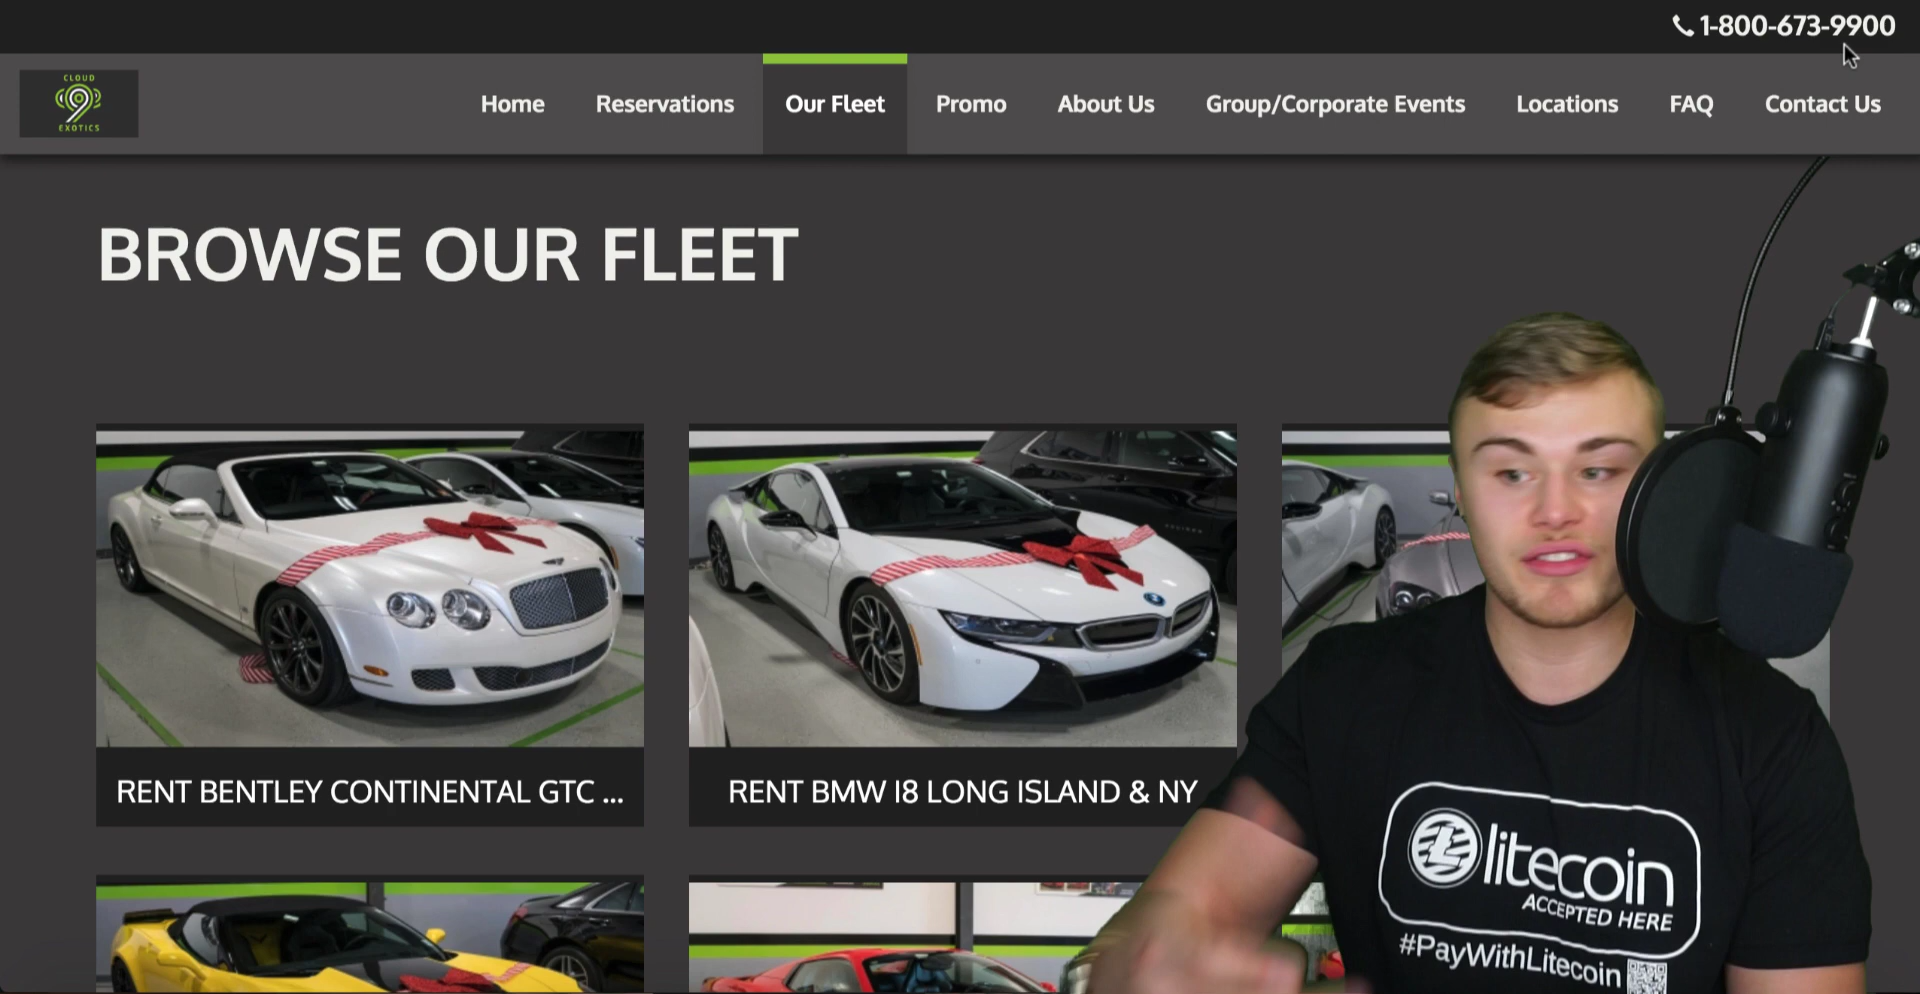 1-800-673-9900
CLOUD
9
EXOTICS
Home
Reservations
Our Fleet
Promo
About Us
Group/Corporate Events
Locations
FAQ
Contact Us
BROWSE OUR FLEET
RENT BENTLEY CONTINENTAL GTC ...
RENT BMW I8 LONG ISLAND & NY
litecoin
ACCEPTED HERE
#PayWithLitecoin